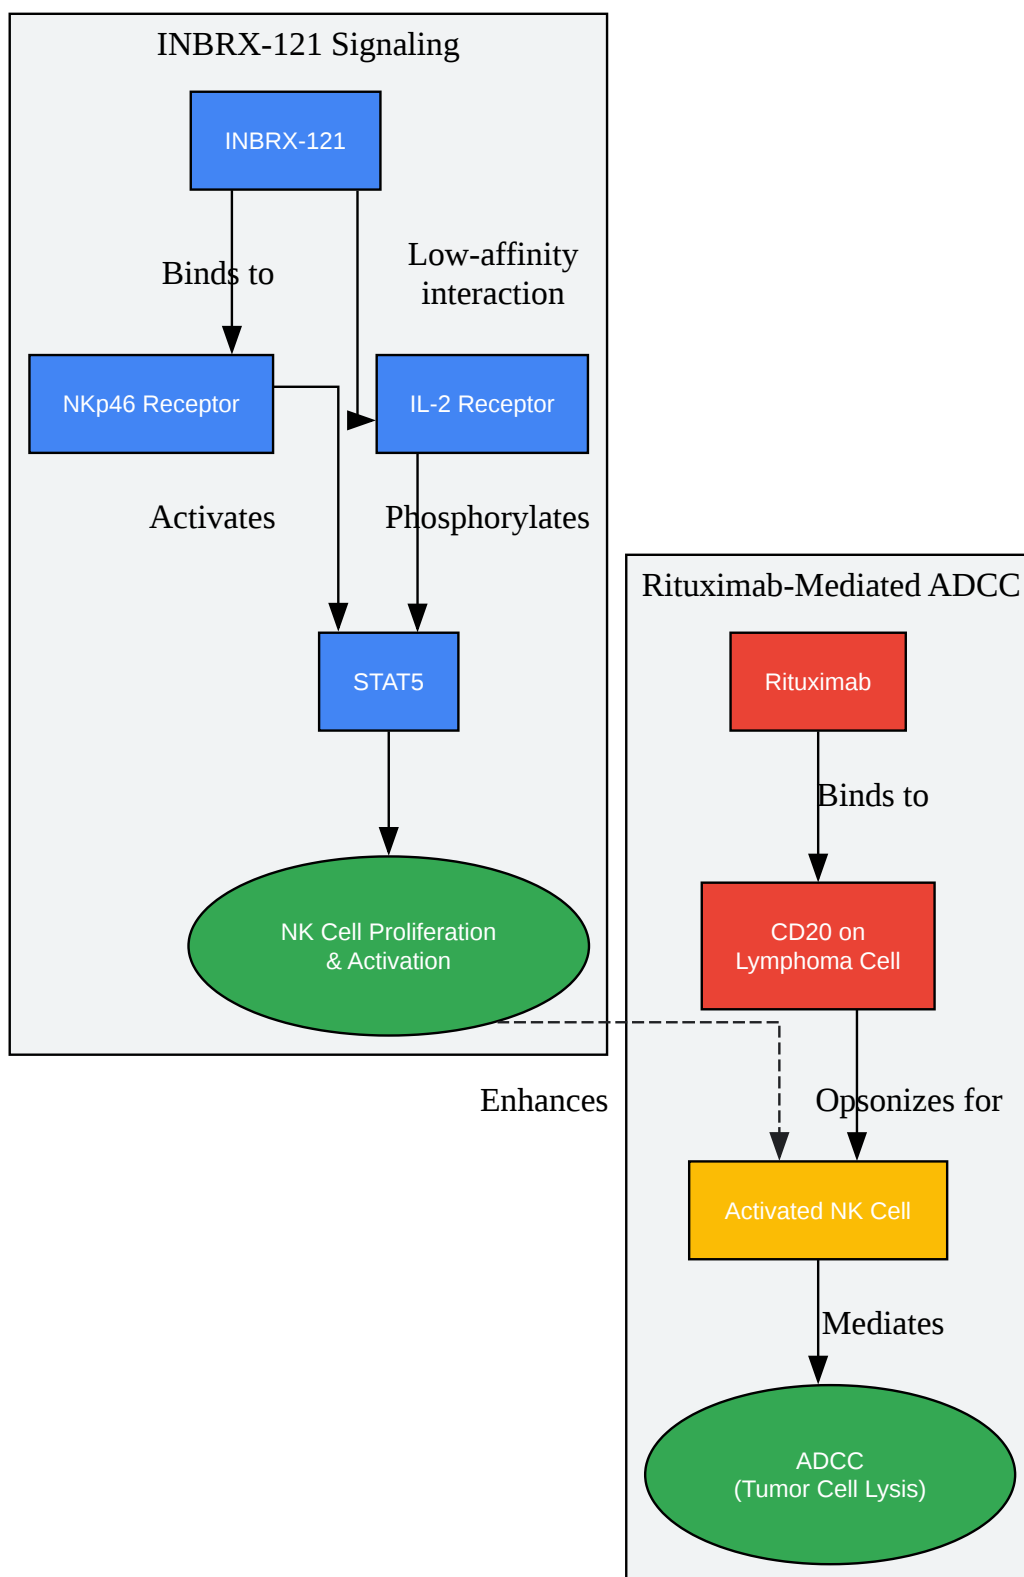 INBRX-121 Signaling
INBRX-121
Binds to
Low-affinity
interaction
NKp46 Receptor
IL-2 Receptor
Activates
Phosphorylates
STAT5
NK Cell Proliferation
& Activation
Enhances
Rituximab-Mediated ADCC
Rituximab
Binds to
CD20 on
Lymphoma Cell
Opsonizes for
Activated NK Cell
Mediates
ADCC
(Tumor Cell Lysis)